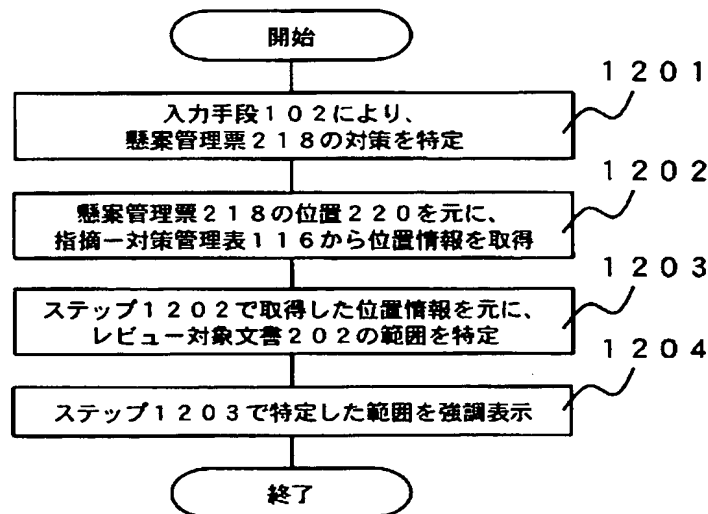 開始
1201
入力手段102により、
懸案管理票218の対策を特定
1202
懸案管理票218の位置220を元に、
指摘ー対策管理表116から位置情報を取得
1203
ステップ1202で取得した位置情報を元に、
レビュー対象文書202の範囲を特定
1204
ステップ1203で特定した範囲を強調表示
終了